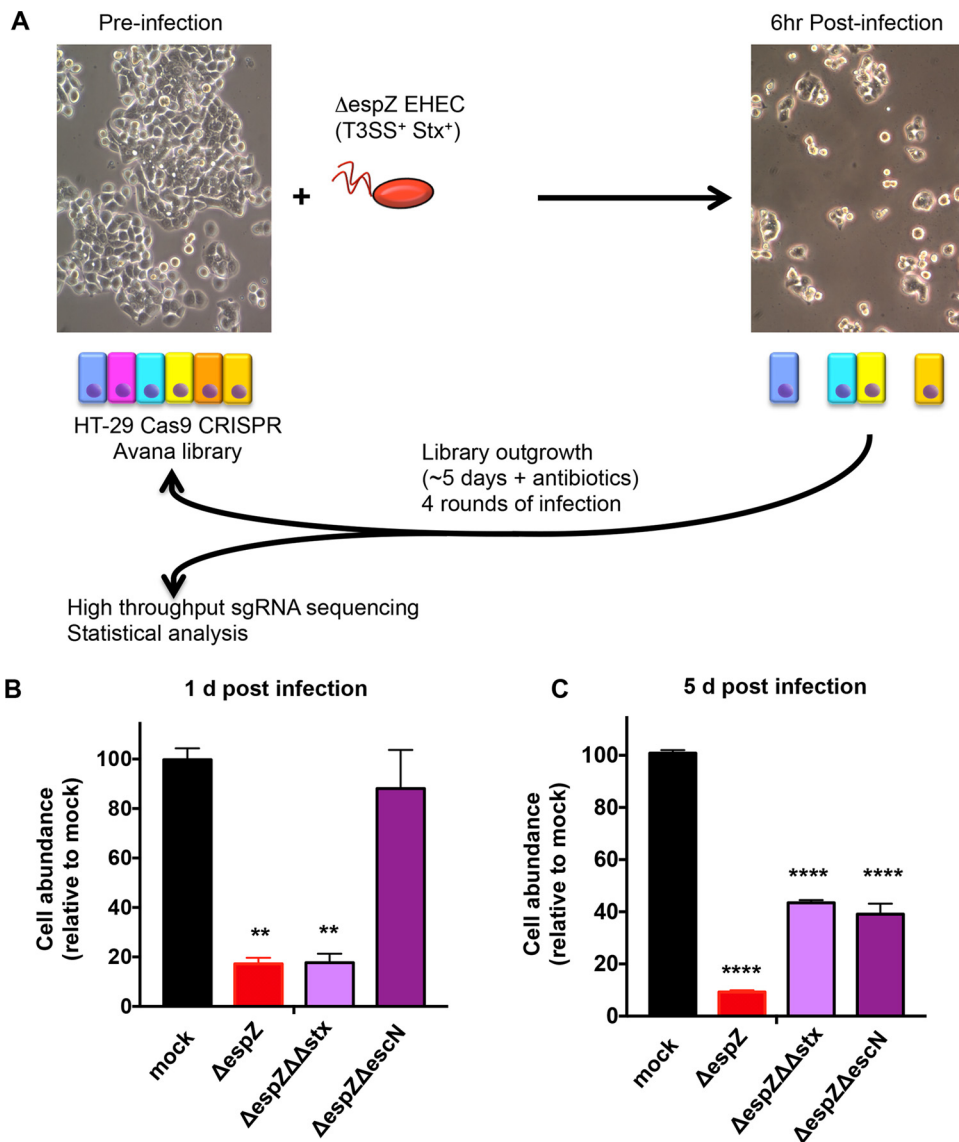 A
Pre-infection
6hr Post-infection
ΔespZ EHEC
(T3SS⁺ Stx⁺)
+
HT-29 Cas9 CRISPR
Avana library
Library outgrowth
(~5 days + antibiotics)
4 rounds of infection
High throughput sgRNA sequencing
Statistical analysis
B
1 d post infection
Cell abundance
(relative to mock)
100
80
60
40
20
0
**
**
mock
ΔespZ
ΔespZΔΔstx
ΔespZΔescN
C
5 d post infection
Cell abundance
(relative to mock)
100
80
60
40
20
0
****
****
****
mock
ΔespZ
ΔespZΔΔstx
ΔespZΔescN